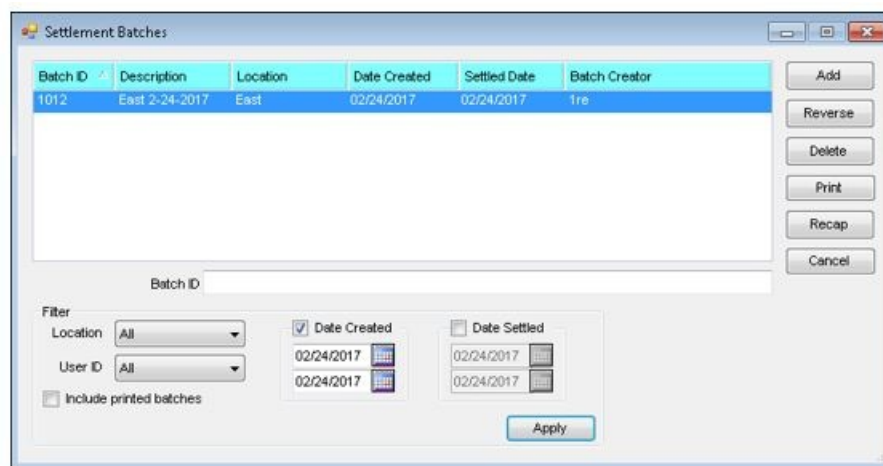 Settlement Batches
Batch ID Description Location Date Created Settled Date Batch Creator
1012 East 2-24-2017 East 02/24/2017 02/24/2017 1re
Add
Reverse
Delete
Print
Recap
Cancel
Batch ID
Filter
Location All
User ID All
Include printed batches
Date Created
02/24/2017
02/24/2017
Date Settled
02/24/2017
02/24/2017
Apply